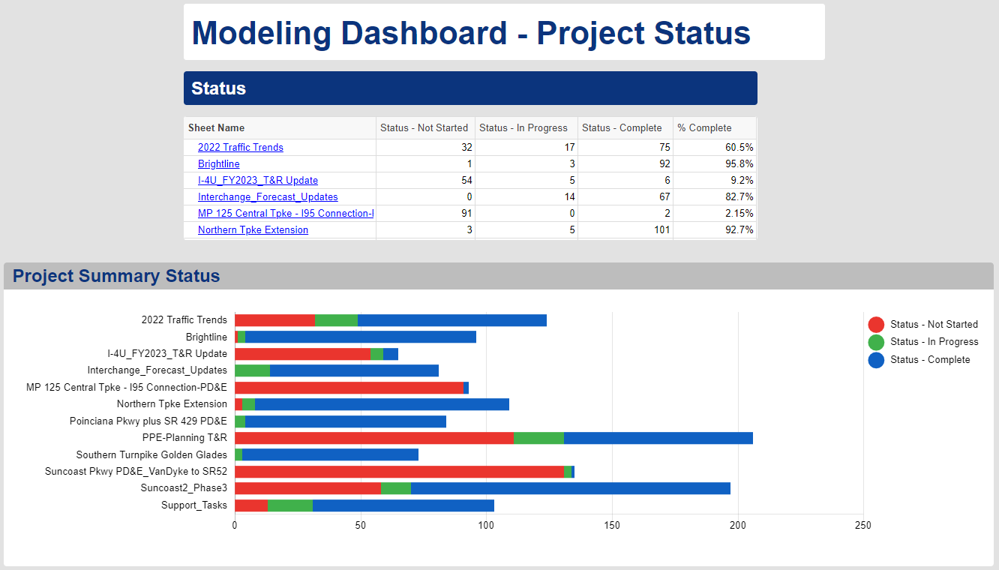 Modeling Dashboard - Project Status
Status
Sheet Name Status - Not Started Status - In Progress Status - Complete % Complete
2022 Traffic Trends 32 17 75 60.5%
Brightline 1 3 92 95.8%
I-4U_FY2023_T&R Update 54 5 6 9.2%
Interchange_Forecast_Updates 0 14 67 82.7%
MP 125 Central Tpke - I95 Connection-I 91 0 2 2.15%
Northern Tpke Extension 3 5 101 92.7%
Project Summary Status
2022 Traffic Trends
Brightline
I-4U_FY2023_T&R Update
Interchange_Forecast_Updates
MP 125 Central Tpke - I95 Connection-PD&E
Northern Tpke Extension
Poinciana Pkwy plus SR 429 PD&E
PPE-Planning T&R
Southern Turnpike Golden Glades
Suncoast Pkwy PD&E_VanDyke to SR52
Suncoast2_Phase3
Support_Tasks
0 50 100 150 200 250
Status - Not Started
Status - In Progress
Status - Complete